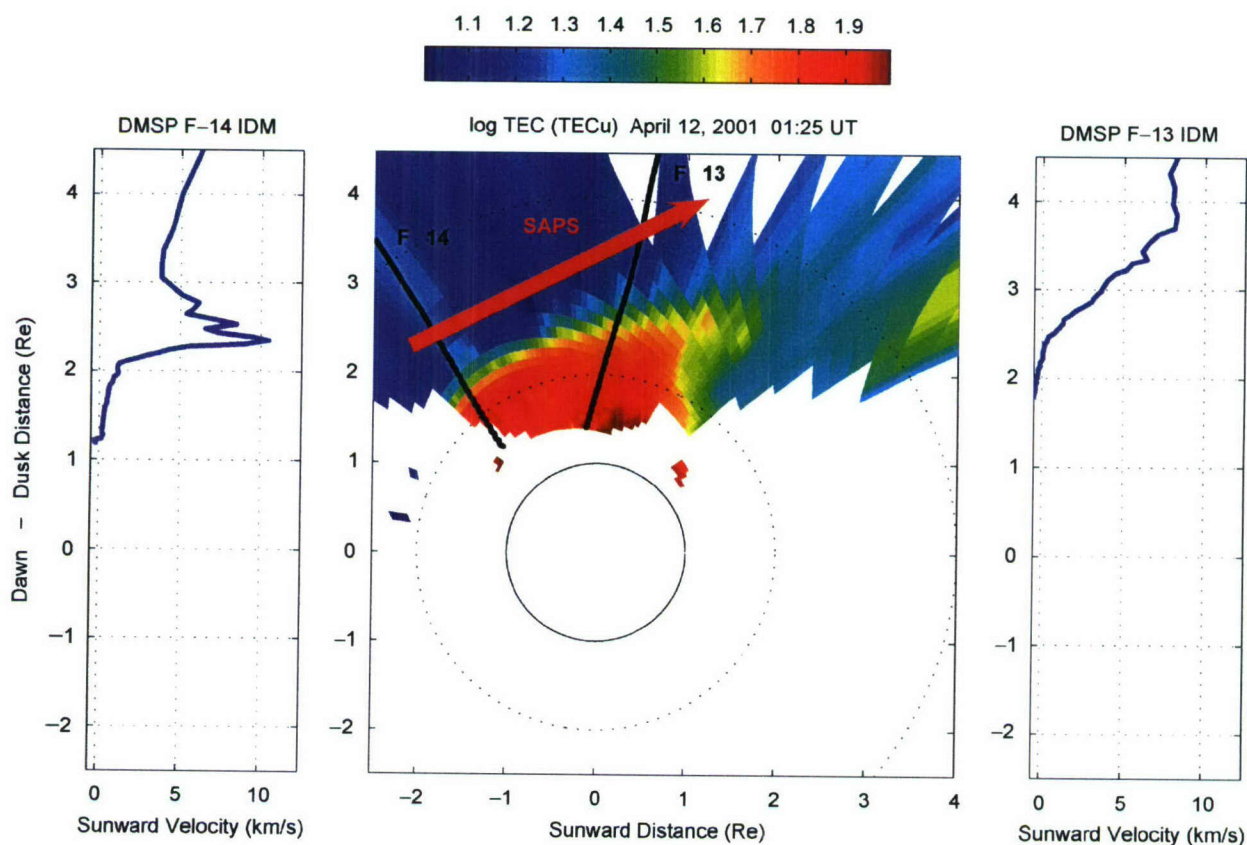 1.1 1.2 1.3 1.4 1.5 1.6 1.7 1.8 1.9
DMSP F–14 IDM
log TEC (TECu) April 12, 2001 01:25 UT
DMSP F–13 IDM
F 13
SAPS
F 14
Dawn – Dusk Distance (Re)
4
3
2
1
0
–1
–2
0 5 10
Sunward Velocity (km/s)
4
3
2
1
0
–1
–2
–2 –1 0 1 2 3 4
Sunward Distance (Re)
4
3
2
1
0
–1
–2
0 5 10
Sunward Velocity (km/s)